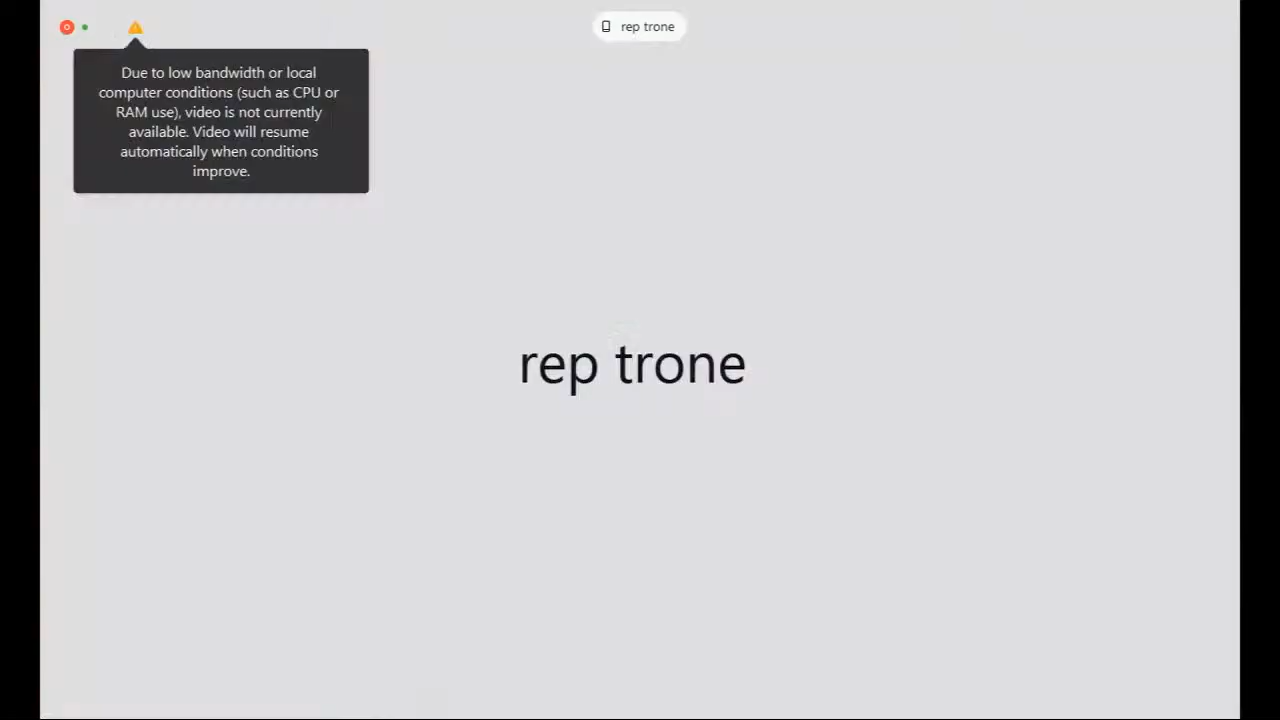 rep trone
Due to low bandwidth or local
computer conditions (such as CPU or
RAM use), video is not currently
available. Video will resume
automatically when conditions
improve.
rep trone